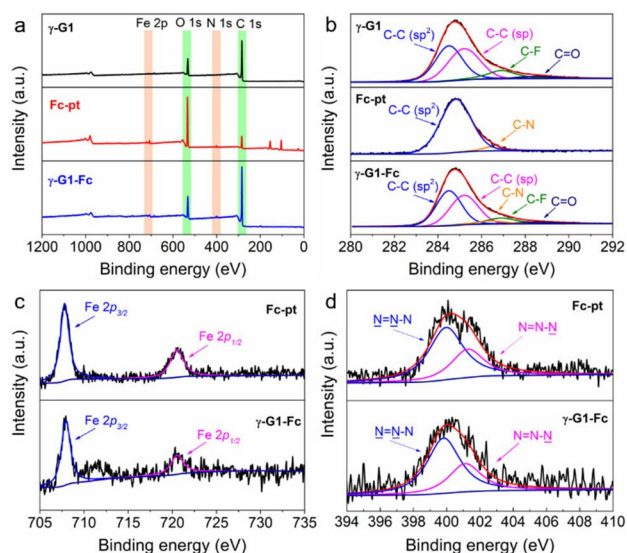 a
γ-G1
Fe 2p O 1s N 1s C 1s
Fc-pt
γ-G1-Fc
Intensity (a.u.)
1200 1000 800 600 400 200 0
Binding energy (eV)
b
γ-G1
C-C (sp²)
C-C (sp)
C-F
C=O
Fc-pt
C-C (sp²)
C-N
γ-G1-Fc
C-C (sp²)
C-C (sp)
C-N
C-F
C=O
Intensity (a.u.)
280 282 284 286 288 290 292
Binding energy (eV)
c
Fe 2p3/2
Fc-pt
Fe 2p1/2
Fe 2p3/2
γ-G1-Fc
Fe 2p1/2
Intensity (a.u.)
705 710 715 720 725 730 735
Binding energy (eV)
d
Fc-pt
N=N-N
N=N-N
γ-G1-Fc
N=N-N
N=N-N
Intensity (a.u.)
394 396 398 400 402 404 406 408 410
Binding energy (eV)